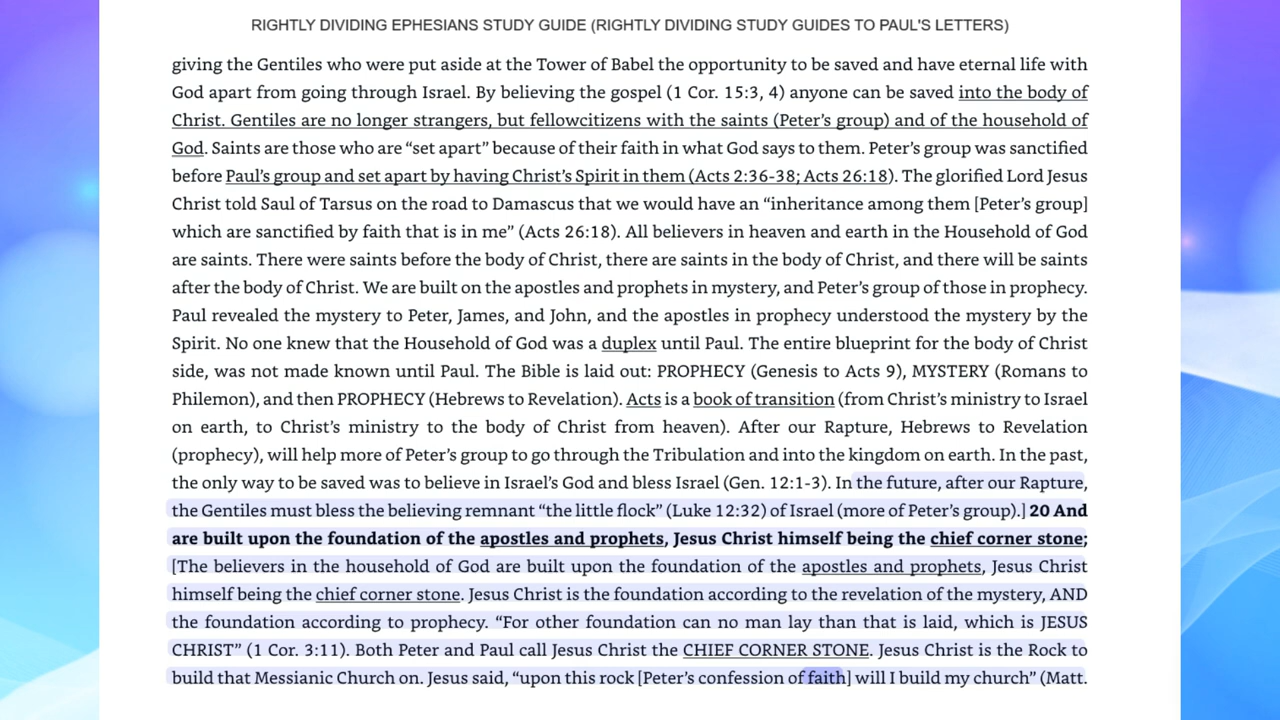 RIGHTLY DIVIDING EPHESIANS STUDY GUIDE (RIGHTLY DIVIDING STUDY GUIDES TO PAUL'S LETTERS)
giving the Gentiles who were put aside at the Tower of Babel the opportunity to be saved and have eternal life with
God apart from going through Israel. By believing the gospel (1 Cor. 15:3, 4) anyone can be saved into the body of
Christ. Gentiles are no longer strangers, but fellowcitizens with the saints (Peter’s group) and of the household of
God. Saints are those who are “set apart” because of their faith in what God says to them. Peter’s group was sanctified
before Paul’s group and set apart by having Christ’s Spirit in them (Acts 2:36-38; Acts 26:18). The glorified Lord Jesus
Christ told Saul of Tarsus on the road to Damascus that we would have an “inheritance among them [Peter’s group]
which are sanctified by faith that is in me” (Acts 26:18). All believers in heaven and earth in the Household of God
are saints. There were saints before the body of Christ, there are saints in the body of Christ, and there will be saints
after the body of Christ. We are built on the apostles and prophets in mystery, and Peter’s group of those in prophecy.
Paul revealed the mystery to Peter, James, and John, and the apostles in prophecy understood the mystery by the
Spirit. No one knew that the Household of God was a duplex until Paul. The entire blueprint for the body of Christ
side, was not made known until Paul. The Bible is laid out: PROPHECY (Genesis to Acts 9), MYSTERY (Romans to
Philemon), and then PROPHECY (Hebrews to Revelation). Acts is a book of transition (from Christ’s ministry to Israel
on earth, to Christ’s ministry to the body of Christ from heaven). After our Rapture, Hebrews to Revelation
(prophecy), will help more of Peter’s group to go through the Tribulation and into the kingdom on earth. In the past,
the only way to be saved was to believe in Israel’s God and bless Israel (Gen. 12:1-3). In the future, after our Rapture,
the Gentiles must bless the believing remnant “the little flock” (Luke 12:32) of Israel (more of Peter’s group).] 20 And
are built upon the foundation of the apostles and prophets, Jesus Christ himself being the chief corner stone;
[The believers in the household of God are built upon the foundation of the apostles and prophets, Jesus Christ
himself being the chief corner stone. Jesus Christ is the foundation according to the revelation of the mystery, AND
the foundation according to prophecy. “For other foundation can no man lay than that is laid, which is JESUS
CHRIST” (1 Cor. 3:11). Both Peter and Paul call Jesus Christ the CHIEF CORNER STONE. Jesus Christ is the Rock to
build that Messianic Church on. Jesus said, “upon this rock [Peter’s confession of faith] will I build my church” (Matt.